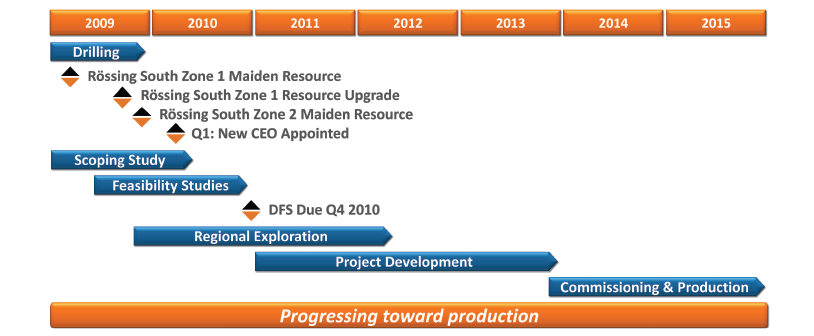 2009 2010 2011 2012 2013 2014 2015
Drilling
Rössing South Zone 1 Maiden Resource
Rössing South Zone 1 Resource Upgrade
Rössing South Zone 2 Maiden Resource
Q1: New CEO Appointed
Scoping Study
Feasibility Studies
DFS Due Q4 2010
Regional Exploration
Project Development
Commissioning & Production
Progressing toward production